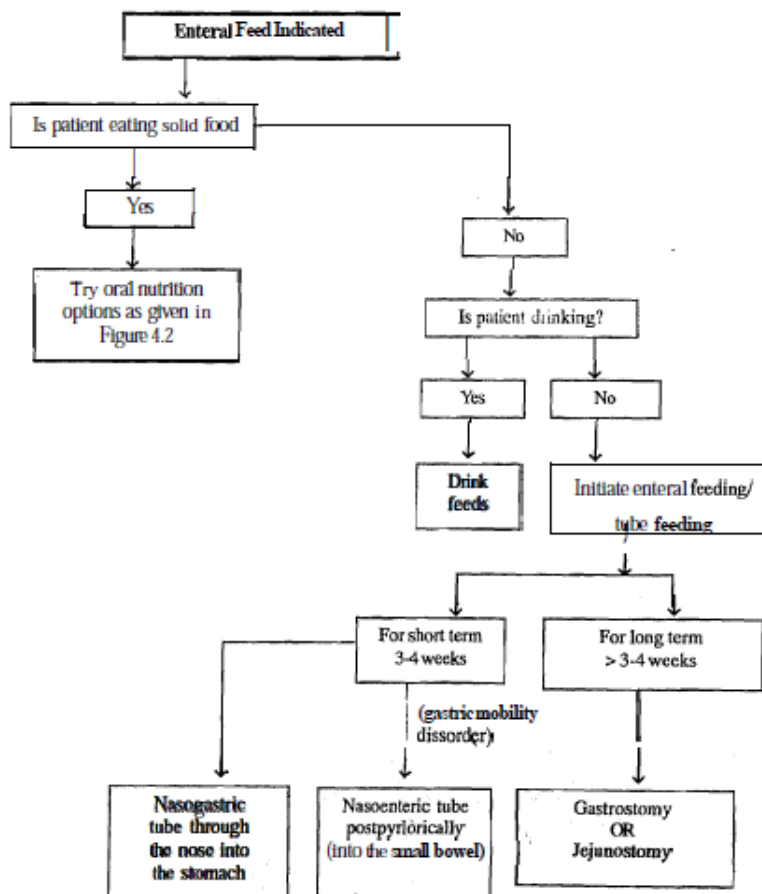 Enteral Feed Indicated
Is patient eating solid food
Yes
No
Try oral nutrition
options as given in
Figure 4.2
Is patient drinking?
Yes
No
Drink
feeds
Initiate enteral feeding/
tube feeding
For short term
3-4 weeks
For long term
> 3-4 weeks
(gastric mobility
dissorder)
Nasogastric
tube through
the nose into
the stomach
Nasoenteric tube
postpyrlorically
(into the small bowel)
Gastrostomy
OR
Jejunostomy